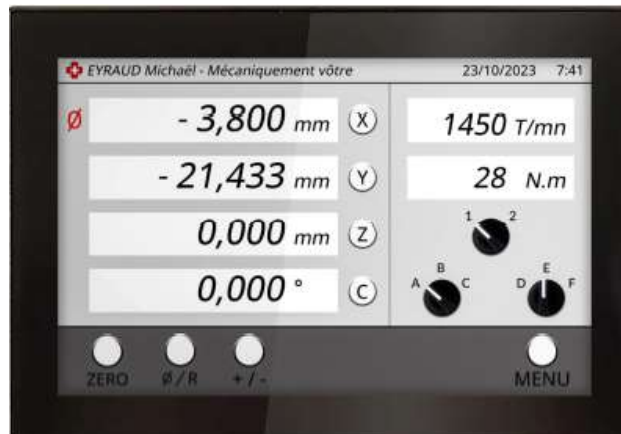 EYRAUD Michaël - Mécaniquement vôtre 23/10/2023 7:41
Ø - 3,800 mm X 1450 T/mn
- 21,433 mm Y 28 N.m
0,000 mm Z 1 2
0,000 ° C A B C D E F
ZERO Ø/R +/- MENU